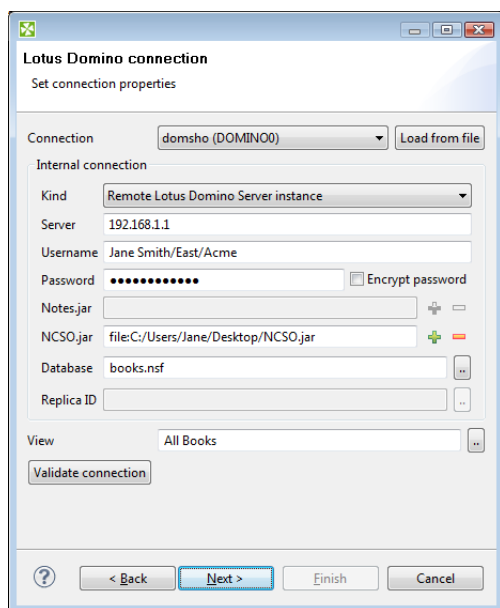 Lotus Domino connection
Set connection properties
Connection domsho (DOMINO0) Load from file
Internal connection
Kind Remote Lotus Domino Server instance
Server 192.168.1.1
Username Jane Smith/East/Acme
Password ●●●●●●●●●●●● Encrypt password
Notes.jar
NCSO.jar file:C:/Users/Jane/Desktop/NCSO.jar
Database books.nsf ..
Replica ID ..
View All Books ..
Validate connection
? < Back Next > Finish Cancel